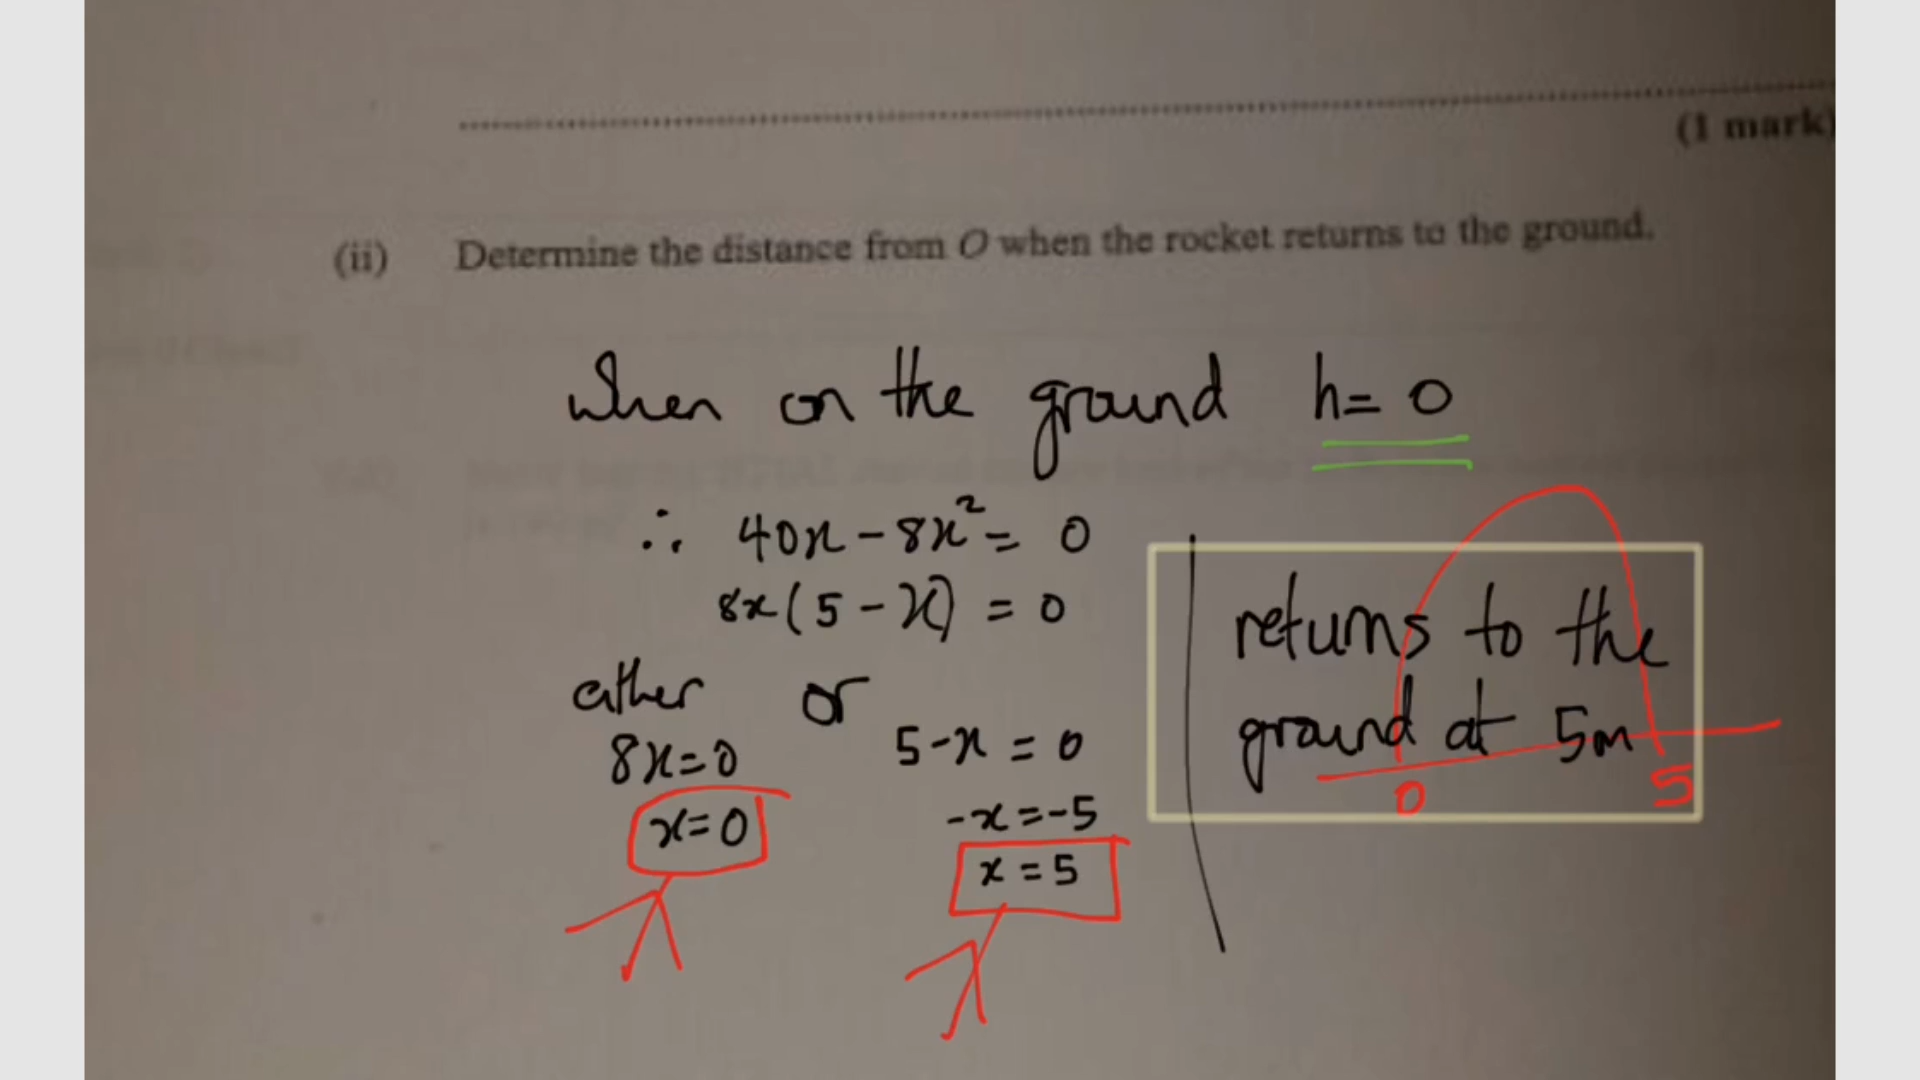 (1 mark)
(ii) Determine the distance from O when the rocket returns to the ground.
when on the ground h= 0
∴ 40x - 8x² = 0
8x(5 - x) = 0
either or
8x=0
5-x = 0
x=0
-x=-5
x = 5
returns to the
ground at 5m
0
5